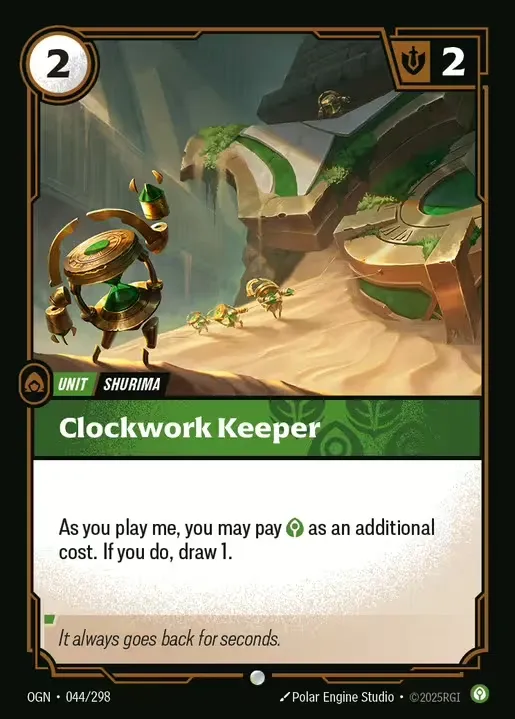 2
2
UNIT SHURIMA
Clockwork Keeper
As you play me, you may pay as an additional
cost. If you do, draw 1.
It always goes back for seconds.
OGN • 044/298 Polar Engine Studio • ©2025RGI